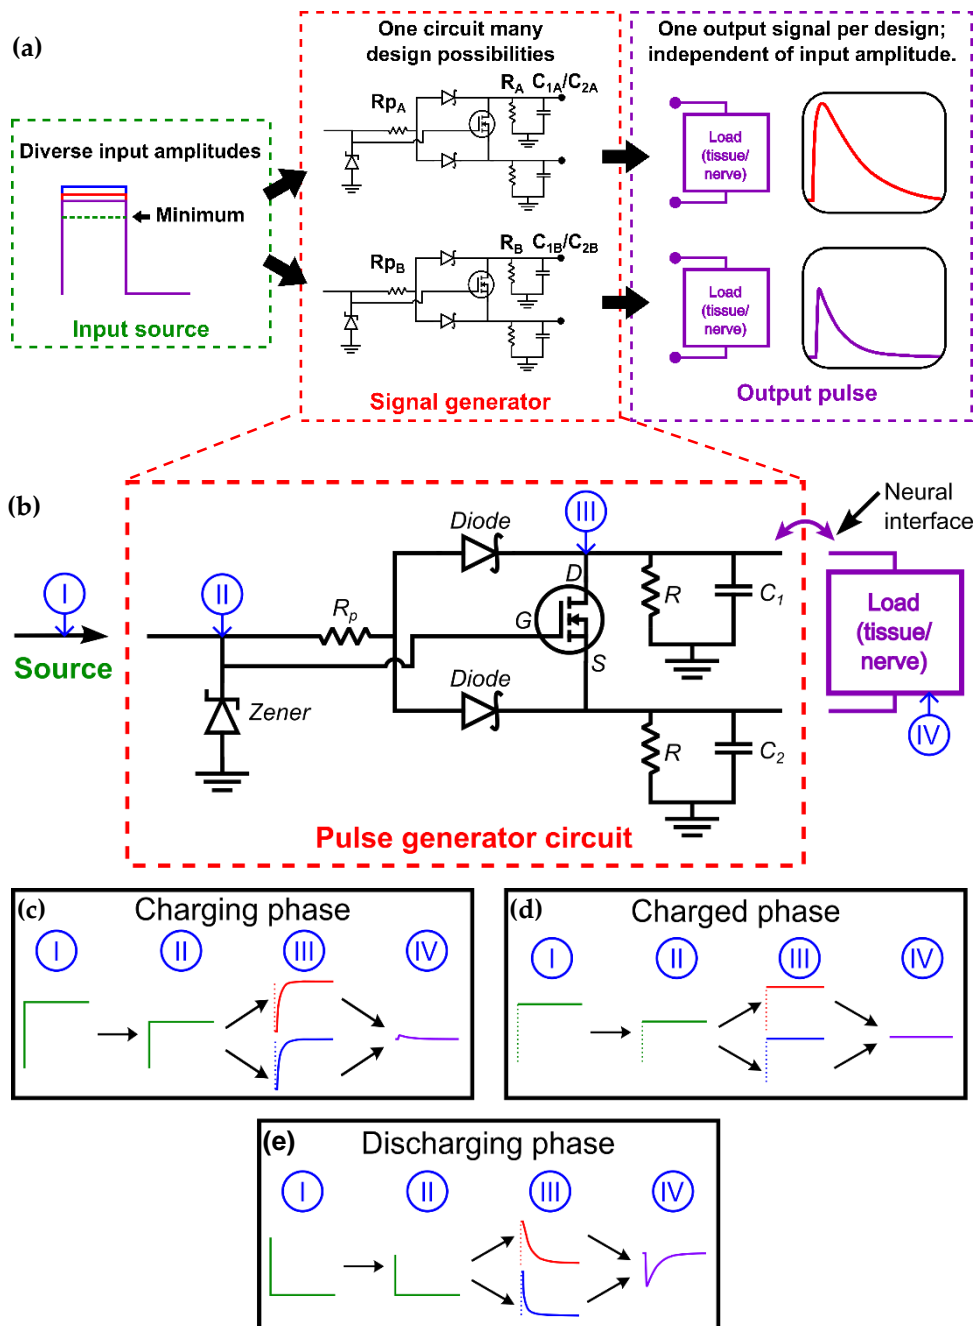 (a)
Diverse input amplitudes
Minimum
Input source
One circuit many
design possibilities
RpA
RA C1A/C2A
RpB
RB C1B/C2B
Signal generator
One output signal per design;
independent of input amplitude.
Load
(tissue/
nerve)
Load
(tissue/
nerve)
Output pulse
(b)
I
Source
II
Zener
Rp
Diode
Diode
III
D
G
S
R
C1
R
C2
Pulse generator circuit
Neural
interface
Load
(tissue/
nerve)
IV
(c)
Charging phase
I
II
III
IV
(d)
Charged phase
I
II
III
IV
(e)
Discharging phase
I
II
III
IV